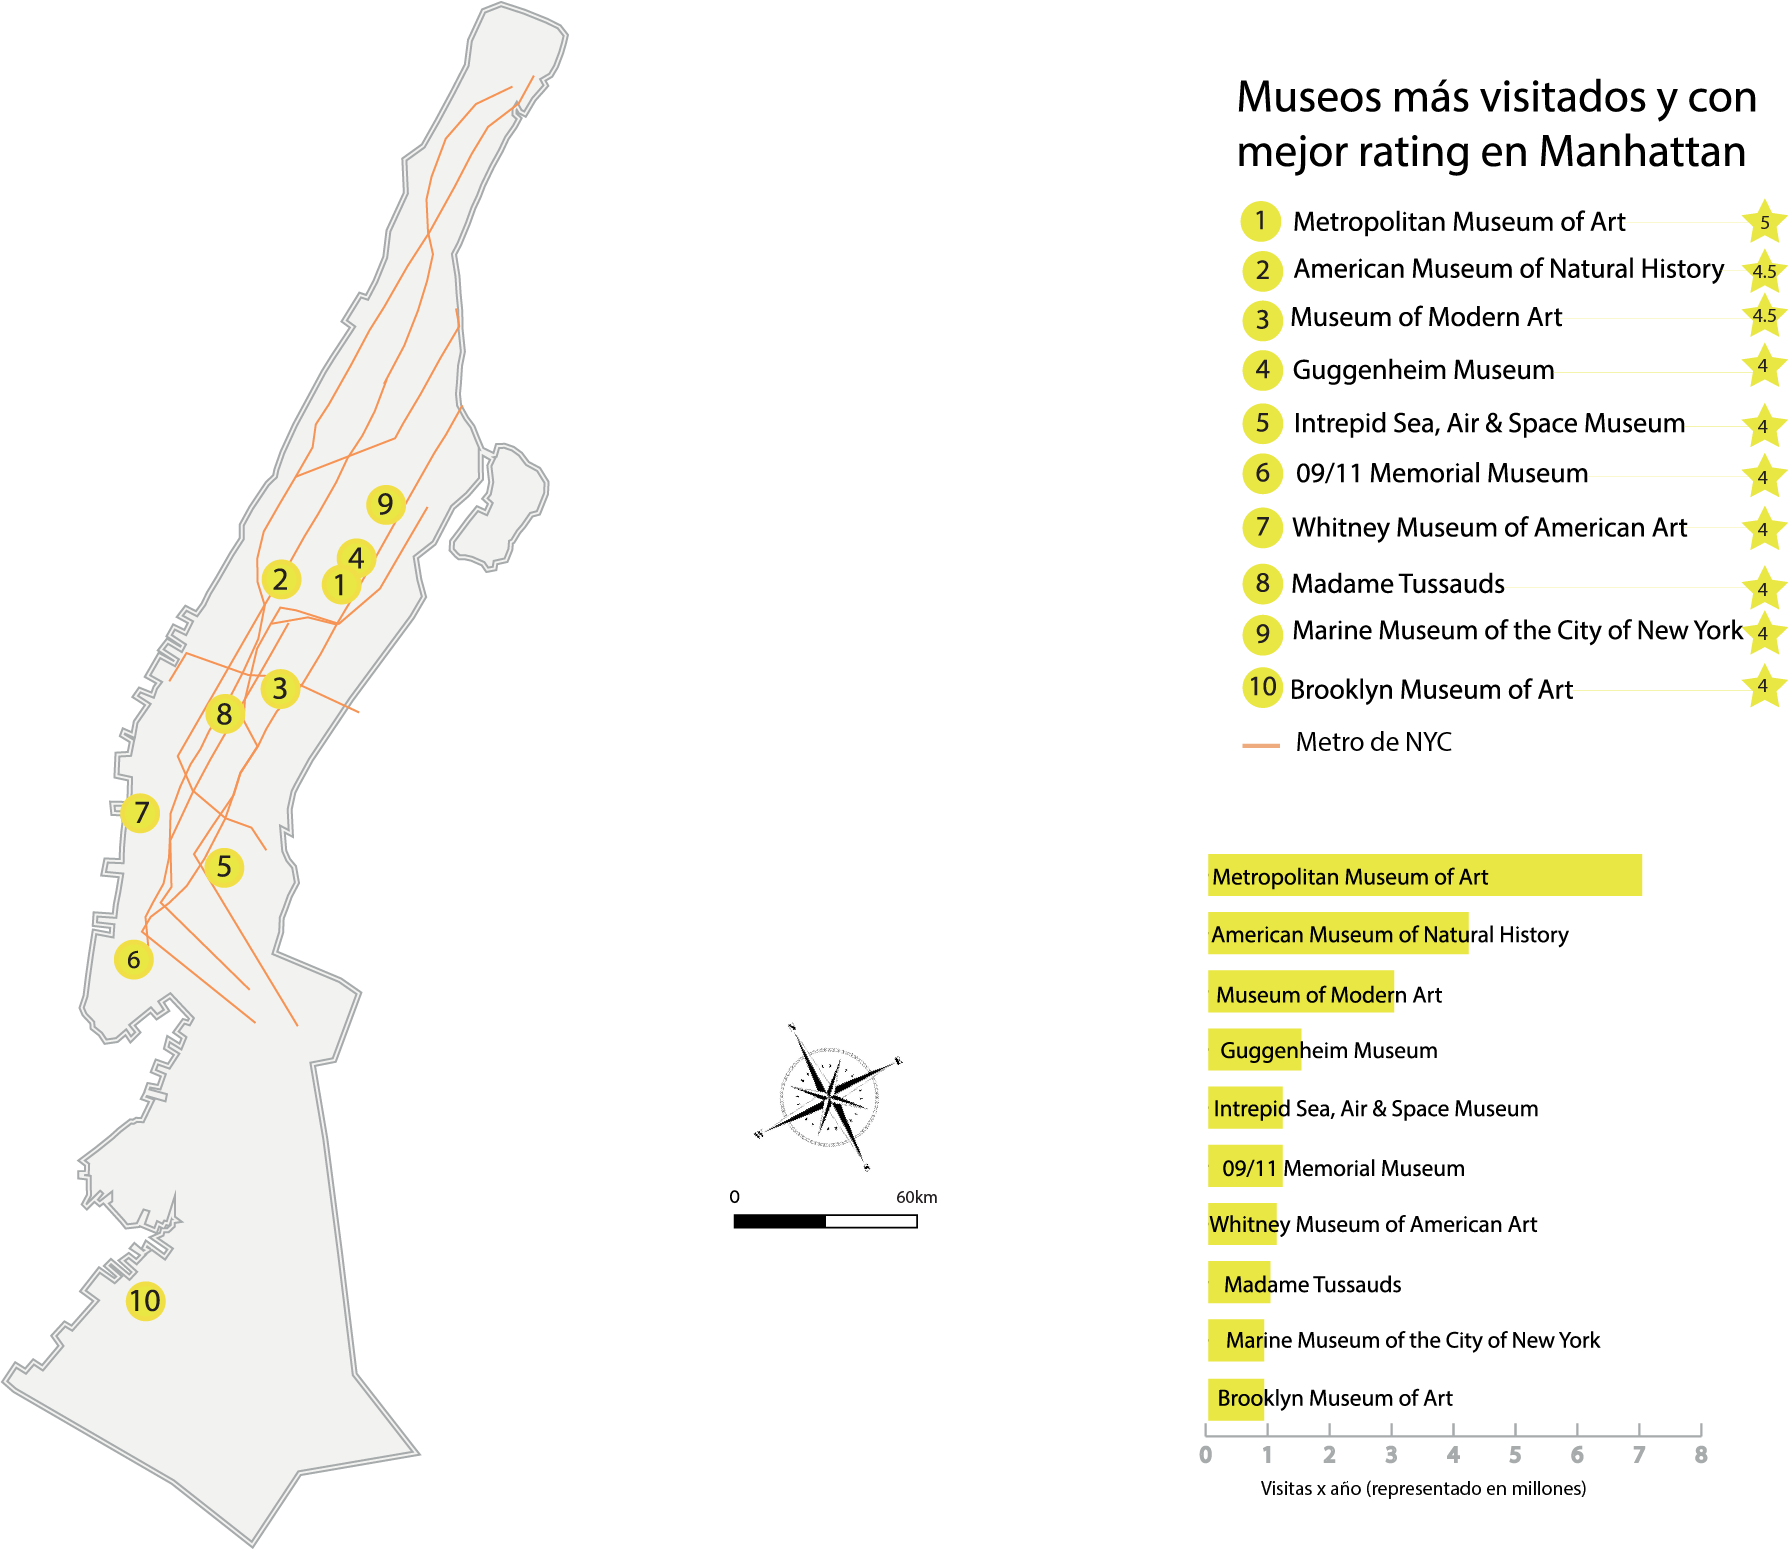 Museos más visitados y con
mejor rating en Manhattan
1 Metropolitan Museum of Art 5
2 American Museum of Natural History 4.5
3 Museum of Modern Art 4.5
4 Guggenheim Museum 4
5 Intrepid Sea, Air & Space Museum 4
6 09/11 Memorial Museum 4
7 Whitney Museum of American Art 4
8 Madame Tussauds 4
9 Marine Museum of the City of New York 4
10 Brooklyn Museum of Art 4
Metro de NYC
9
4
2
1
3
8
7
5
6
10
0 60km
Metropolitan Museum of Art
American Museum of Natural History
Museum of Modern Art
Guggenheim Museum
Intrepid Sea, Air & Space Museum
09/11 Memorial Museum
Whitney Museum of American Art
Madame Tussauds
Marine Museum of the City of New York
Brooklyn Museum of Art
0 1 2 3 4 5 6 7 8
Visitas x año (representado en millones)